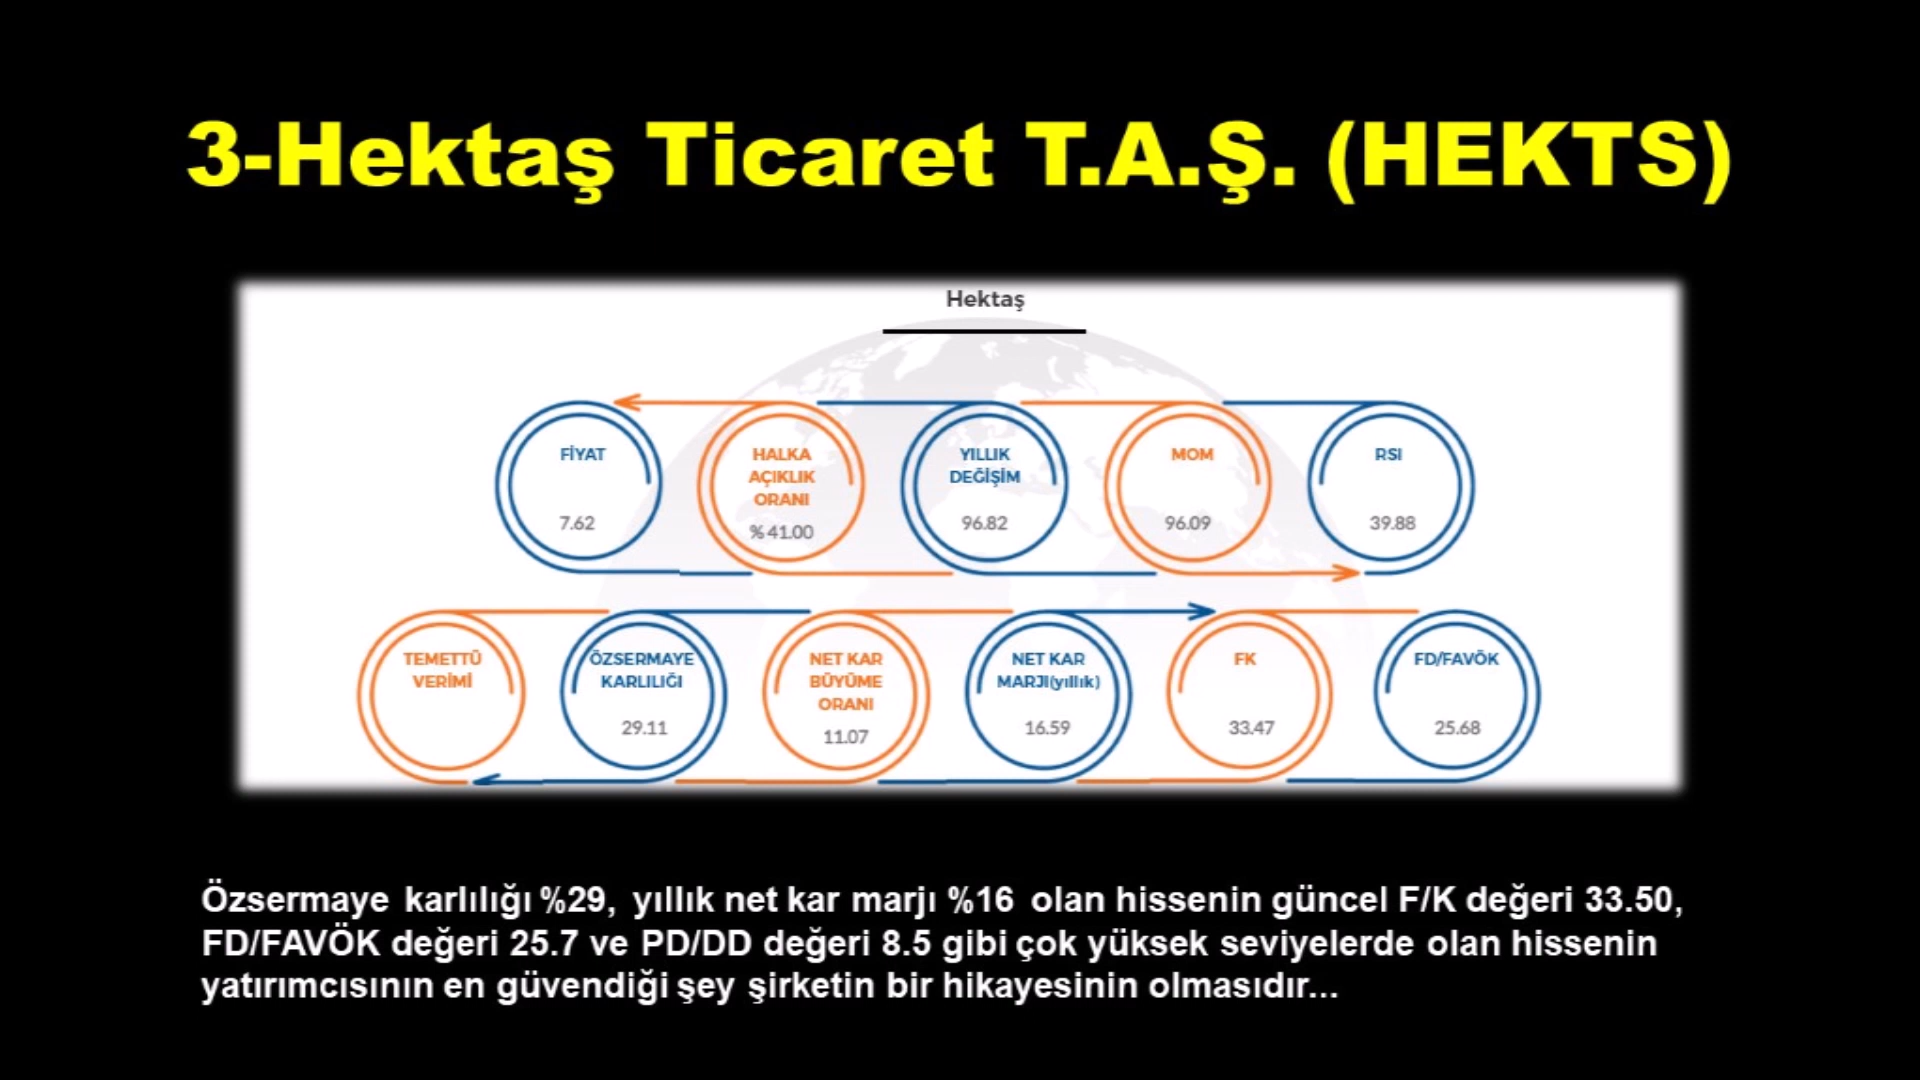 3-Hektaş Ticaret T.A.Ş. (HEKTS)
Hektaş
FİYAT
7.62
HALKA
AÇIKLIK
ORANI
%41.00
YILLIK
DEĞİŞİM
96.82
MOM
96.09
RSI
39.88
TEMETTÜ
VERİMİ
ÖZSERMAYE
KARLILIĞI
29.11
NET KAR
BÜYÜME
ORANI
11.07
NET KAR
MARJI(yıllık)
16.59
FK
33.47
FD/FAVÖK
25.68
Özsermaye karlılığı %29, yıllık net kar marjı %16 olan hissenin güncel F/K değeri 33.50,
FD/FAVÖK değeri 25.7 ve PD/DD değeri 8.5 gibi çok yüksek seviyelerde olan hissenin
yatırımcısının en güvendiği şey şirketin bir hikayesinin olmasıdır...